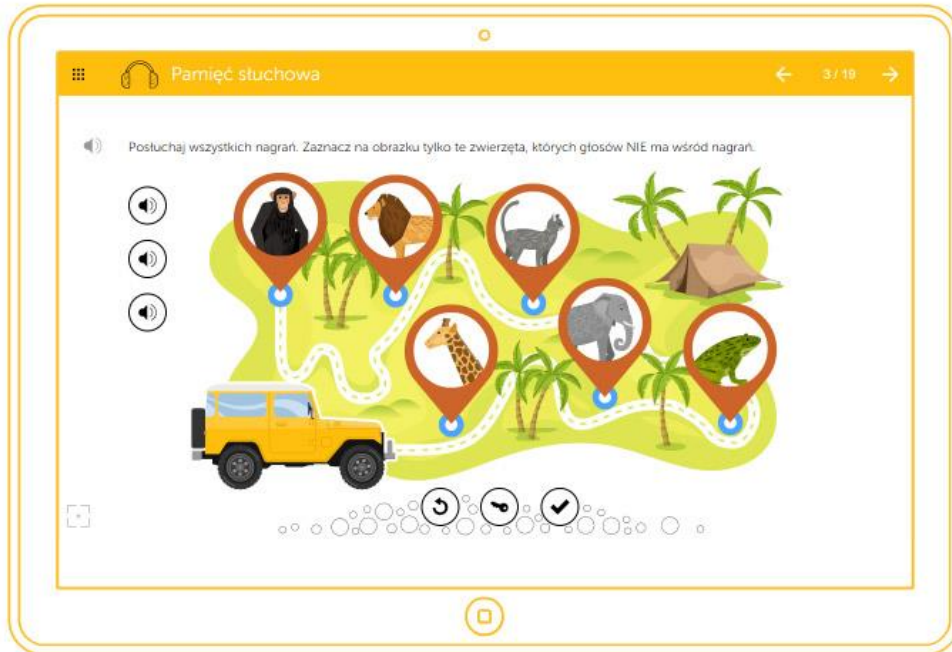 Pamięć słuchowa
3 / 19
Posłuchaj wszystkich nagrań. Zaznacz na obrazku tylko te zwierzęta, których głosów NIE ma wśród nagrań.